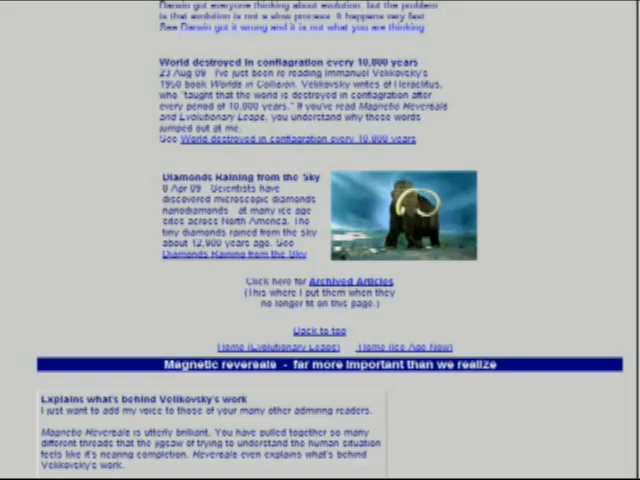 Darwin got everyone thinking about evolution, but the problem
is that evolution is not a slow process. It happens very fast
See Darwin got it wrong and it is not what you are thinking
World destroyed in conflagration every 10,800 years
23 Aug 09 I've just been re reading Immanuel Velikovsky's
1950 book Worlds in Collision. Velikovsky writes of Heraclitus,
who "taught that the world is destroyed in conflagration after
every period of 10,800 years." If you've read Magnetic Reversals
and Evolutionary Leaps, you understand why those words
jumped out at me.
See World destroyed in conflagration every 10,800 years
Diamonds Raining from the Sky
8 Apr 09 Scientists have
discovered microscopic diamonds
nanodiamonds at many ice age
sites across North America. The
tiny diamonds rained from the sky
about 12,900 years ago. See
Diamonds Raining from the Sky
Click here for Archived Articles
(This where I put them when they
no longer fit on this page.)
Back to top
Home (Evolutionary Leaps) Home (Ice Age Now)
Magnetic reversals - far more important than we realize
Explains what's behind Velikovsky's work
I just want to add my voice to those of your many other admiring readers.
Magnetic Reversals is utterly brilliant. You have pulled together so many
different threads that the jigsaw of trying to understand the human situation
feels like it's nearing completion. Reversals even explains what's behind
Velikovsky's work.